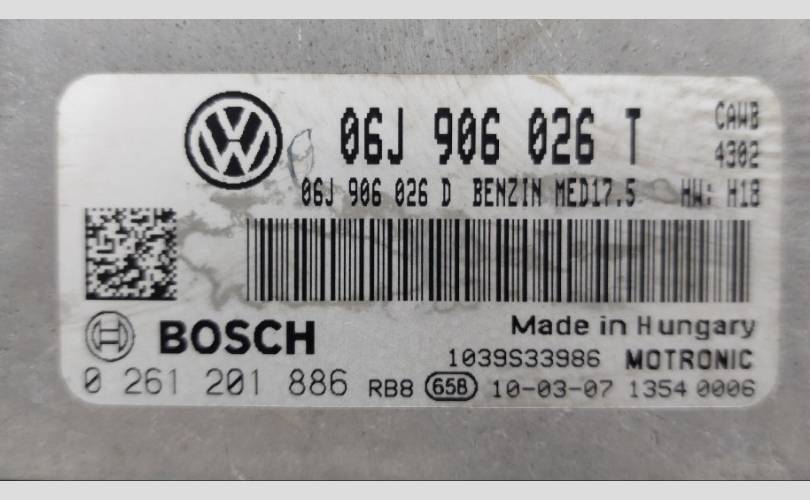 06J 906 026 T CAWB
4302
06J 906 026 D BENZIN MED17.5 HW: H18
Made in Hungary
BOSCH
1039S33986 MOTRONIC
0 261 201 886 RB8 65B 10-03-07 1354 0006